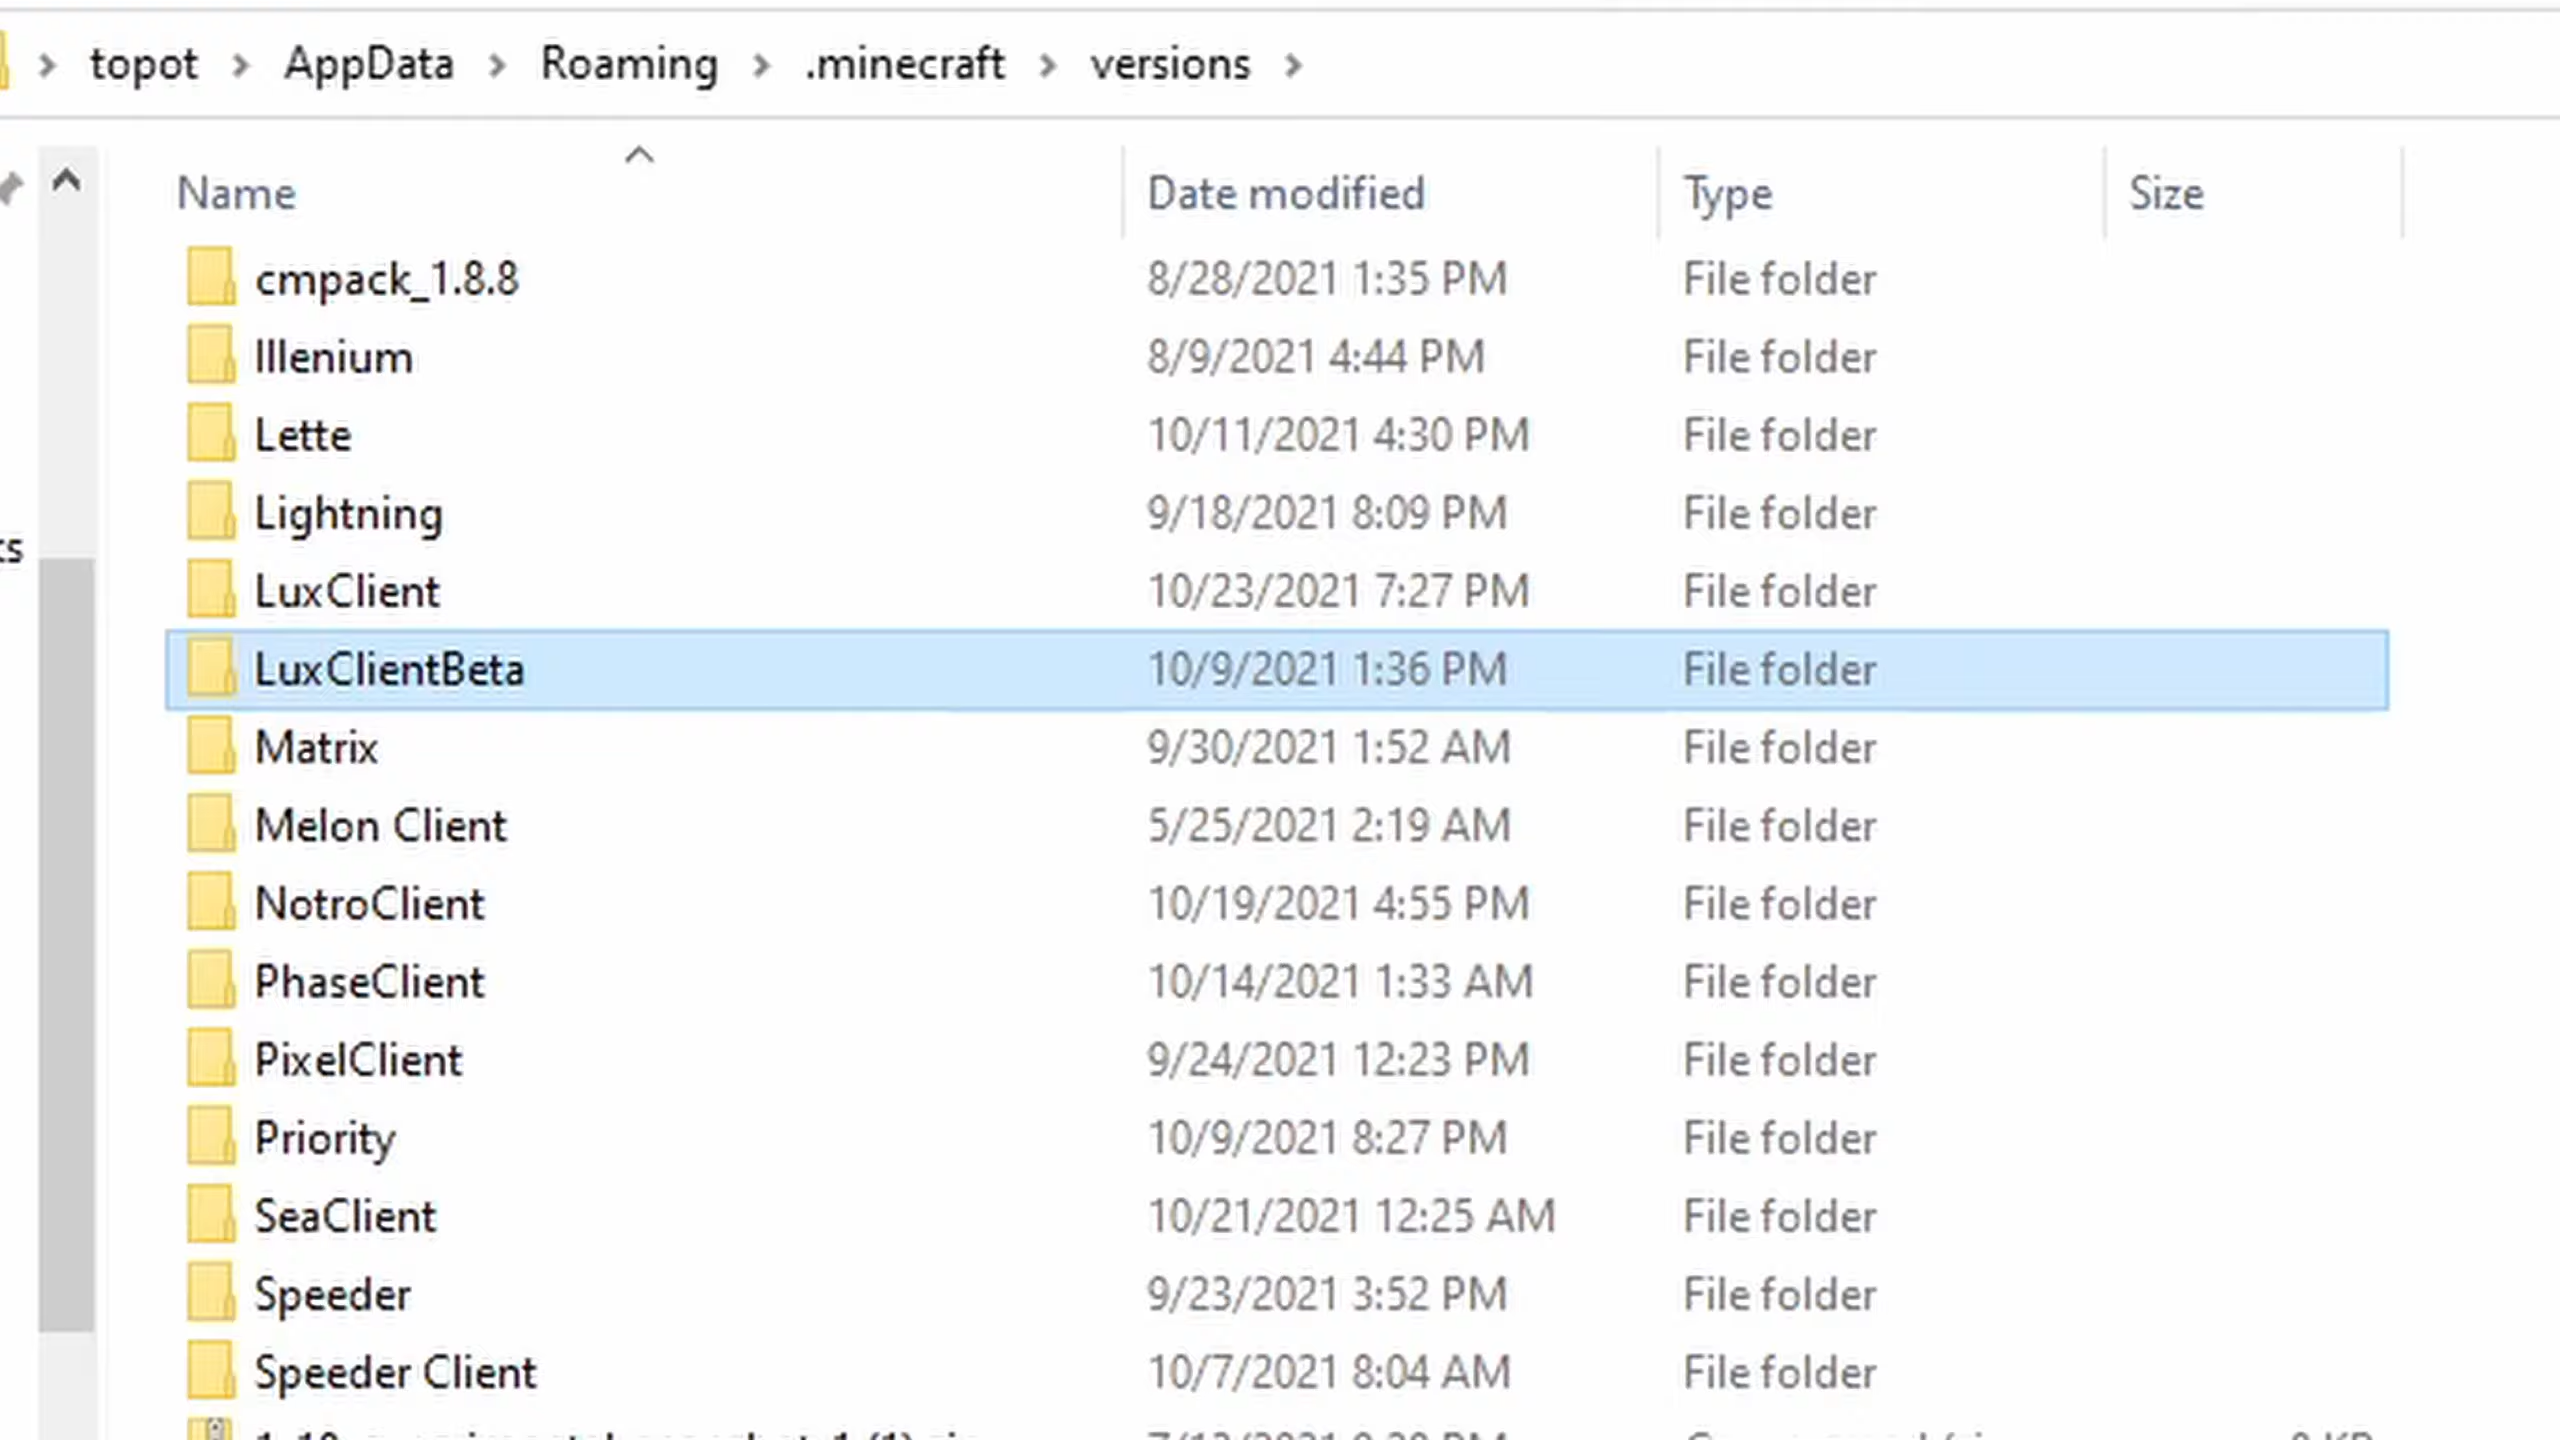 topot > AppData > Roaming > .minecraft > versions >
Name Date modified Type Size
cmpack_1.8.8 8/28/2021 1:35 PM File folder
Illenium 8/9/2021 4:44 PM File folder
Lette 10/11/2021 4:30 PM File folder
Lightning 9/18/2021 8:09 PM File folder
LuxClient 10/23/2021 7:27 PM File folder
LuxClientBeta 10/9/2021 1:36 PM File folder
Matrix 9/30/2021 1:52 AM File folder
Melon Client 5/25/2021 2:19 AM File folder
NotroClient 10/19/2021 4:55 PM File folder
PhaseClient 10/14/2021 1:33 AM File folder
PixelClient 9/24/2021 12:23 PM File folder
Priority 10/9/2021 8:27 PM File folder
SeaClient 10/21/2021 12:25 AM File folder
Speeder 9/23/2021 3:52 PM File folder
Speeder Client 10/7/2021 8:04 AM File folder